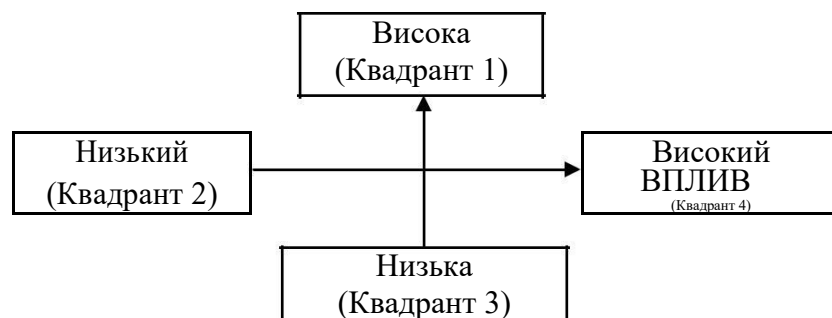 Висока
(Квадрант 1)
Низький
(Квадрант 2)
Високий
ВПЛИВ
(Квадрант 4)
Низька
(Квадрант 3)